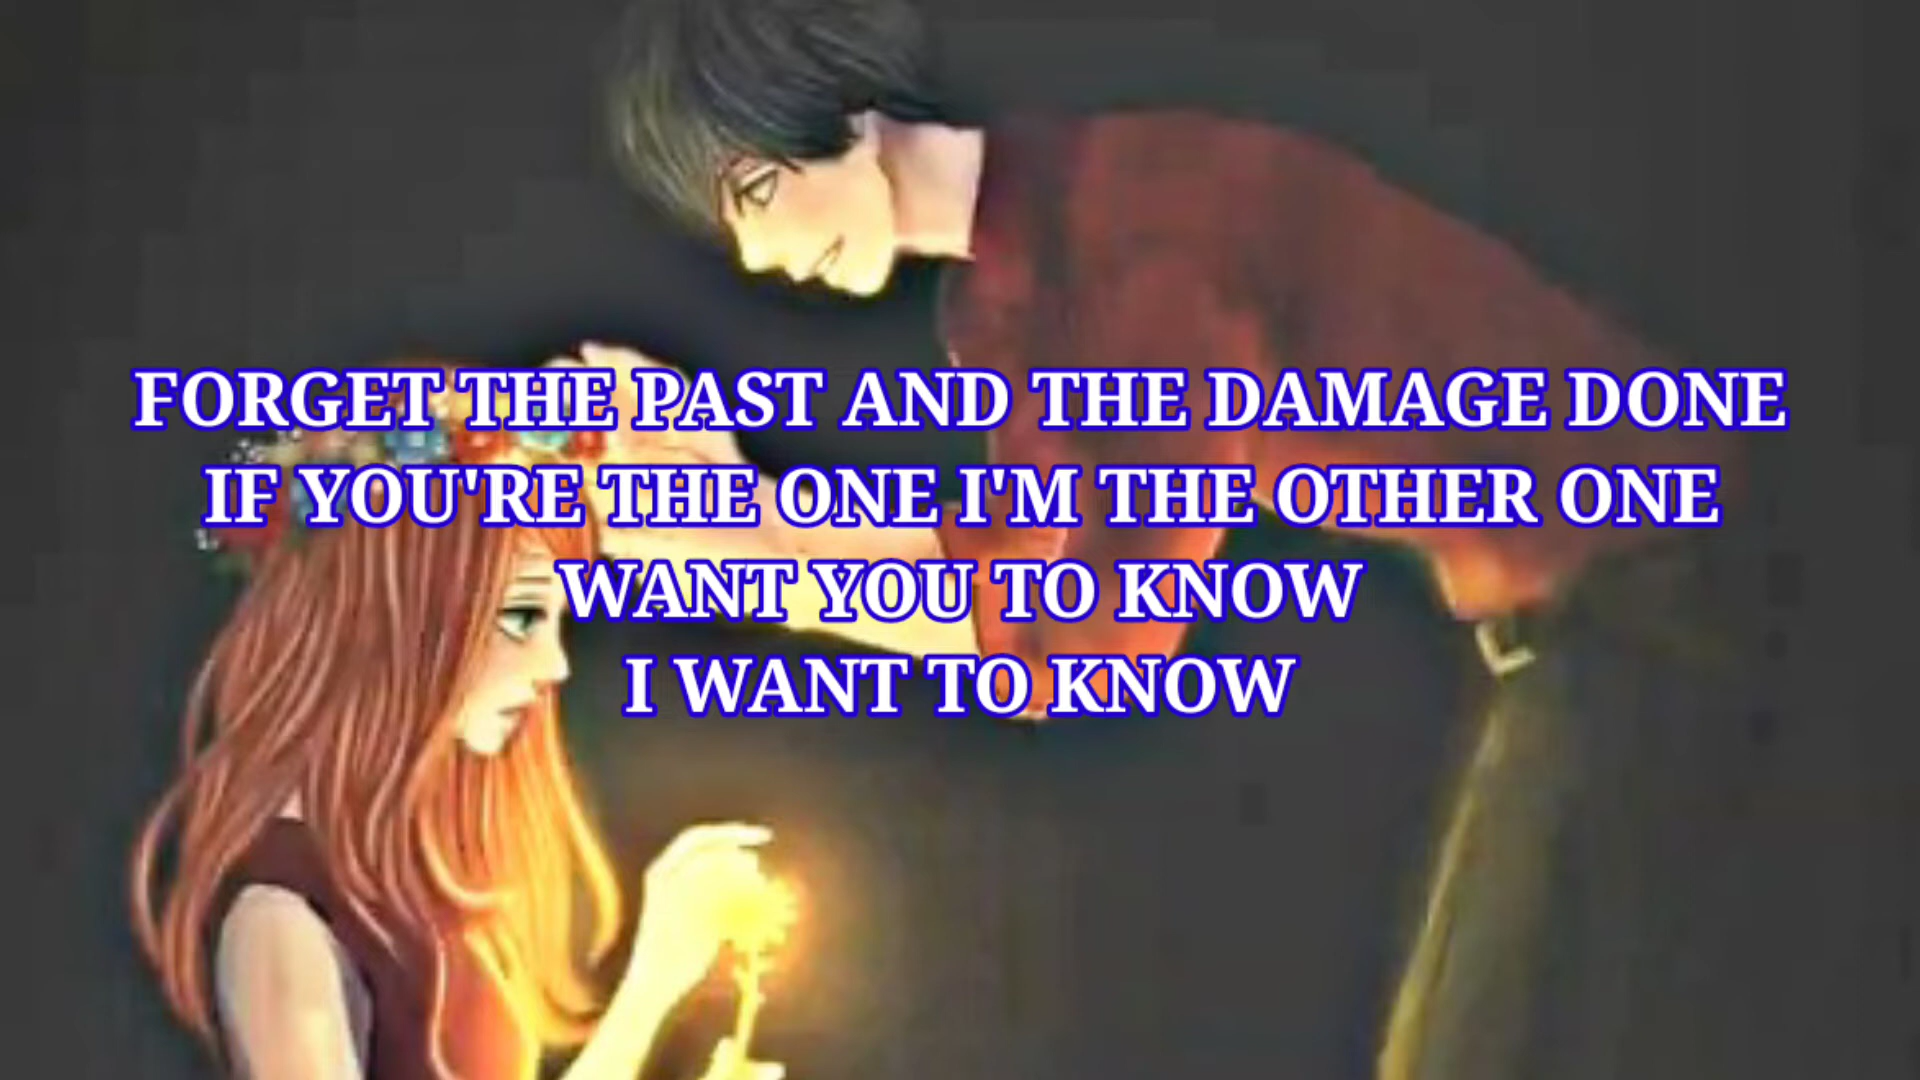 FORGET THE PAST AND THE DAMAGE DONE
IF YOU'RE THE ONE I'M THE OTHER ONE
WANT YOU TO KNOW
I WANT TO KNOW